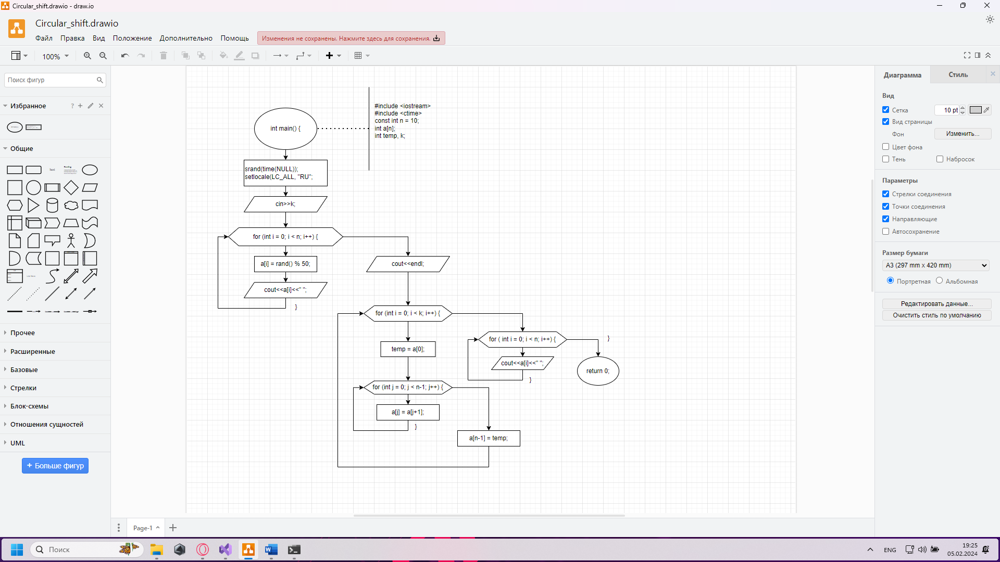 Circular_shift.drawio - draw.io
Circular_shift.drawio
Файл Правка Вид Положение Дополнительно Помощь
Изменения не сохранены. Нажмите здесь для сохранения.
100%
Поиск фигур
Избранное
?
Общие
Text
Heading
Прочее
Расширенные
Базовые
Стрелки
Блок-схемы
Отношения сущностей
UML
+ Больше фигур
int main() {
#include <iostream>
#include <ctime>
const int n = 10;
int a[n];
int temp, k;
srand(time(NULL));
setlocale(LC_ALL, "RU";
cin>>k;
for (int i = 0; i < n; i++) {
a[i] = rand() % 50;
cout<<a[i]<<" ";
}
cout<<endl;
for (int i = 0; i < k; i++) {
temp = a[0];
for (int j = 0; j < n-1; j++) {
a[j] = a[j+1];
}
a[n-1] = temp;
for ( int i = 0; i < n; i++) {
cout<<a[i]<<" ";
}
}
return 0;
Диаграмма Стиль
Вид
Сетка 10 pt
Вид страницы
Фон Изменить...
Цвет фона
Тень Набросок
Параметры
Стрелки соединения
Точки соединения
Направляющие
Автосохранение
Размер бумаги
A3 (297 mm x 420 mm)
Портретная Альбомная
Редактировать данные...
Очистить стиль по умолчанию
Page-1
Поиск
ENG
19:25
05.02.2024